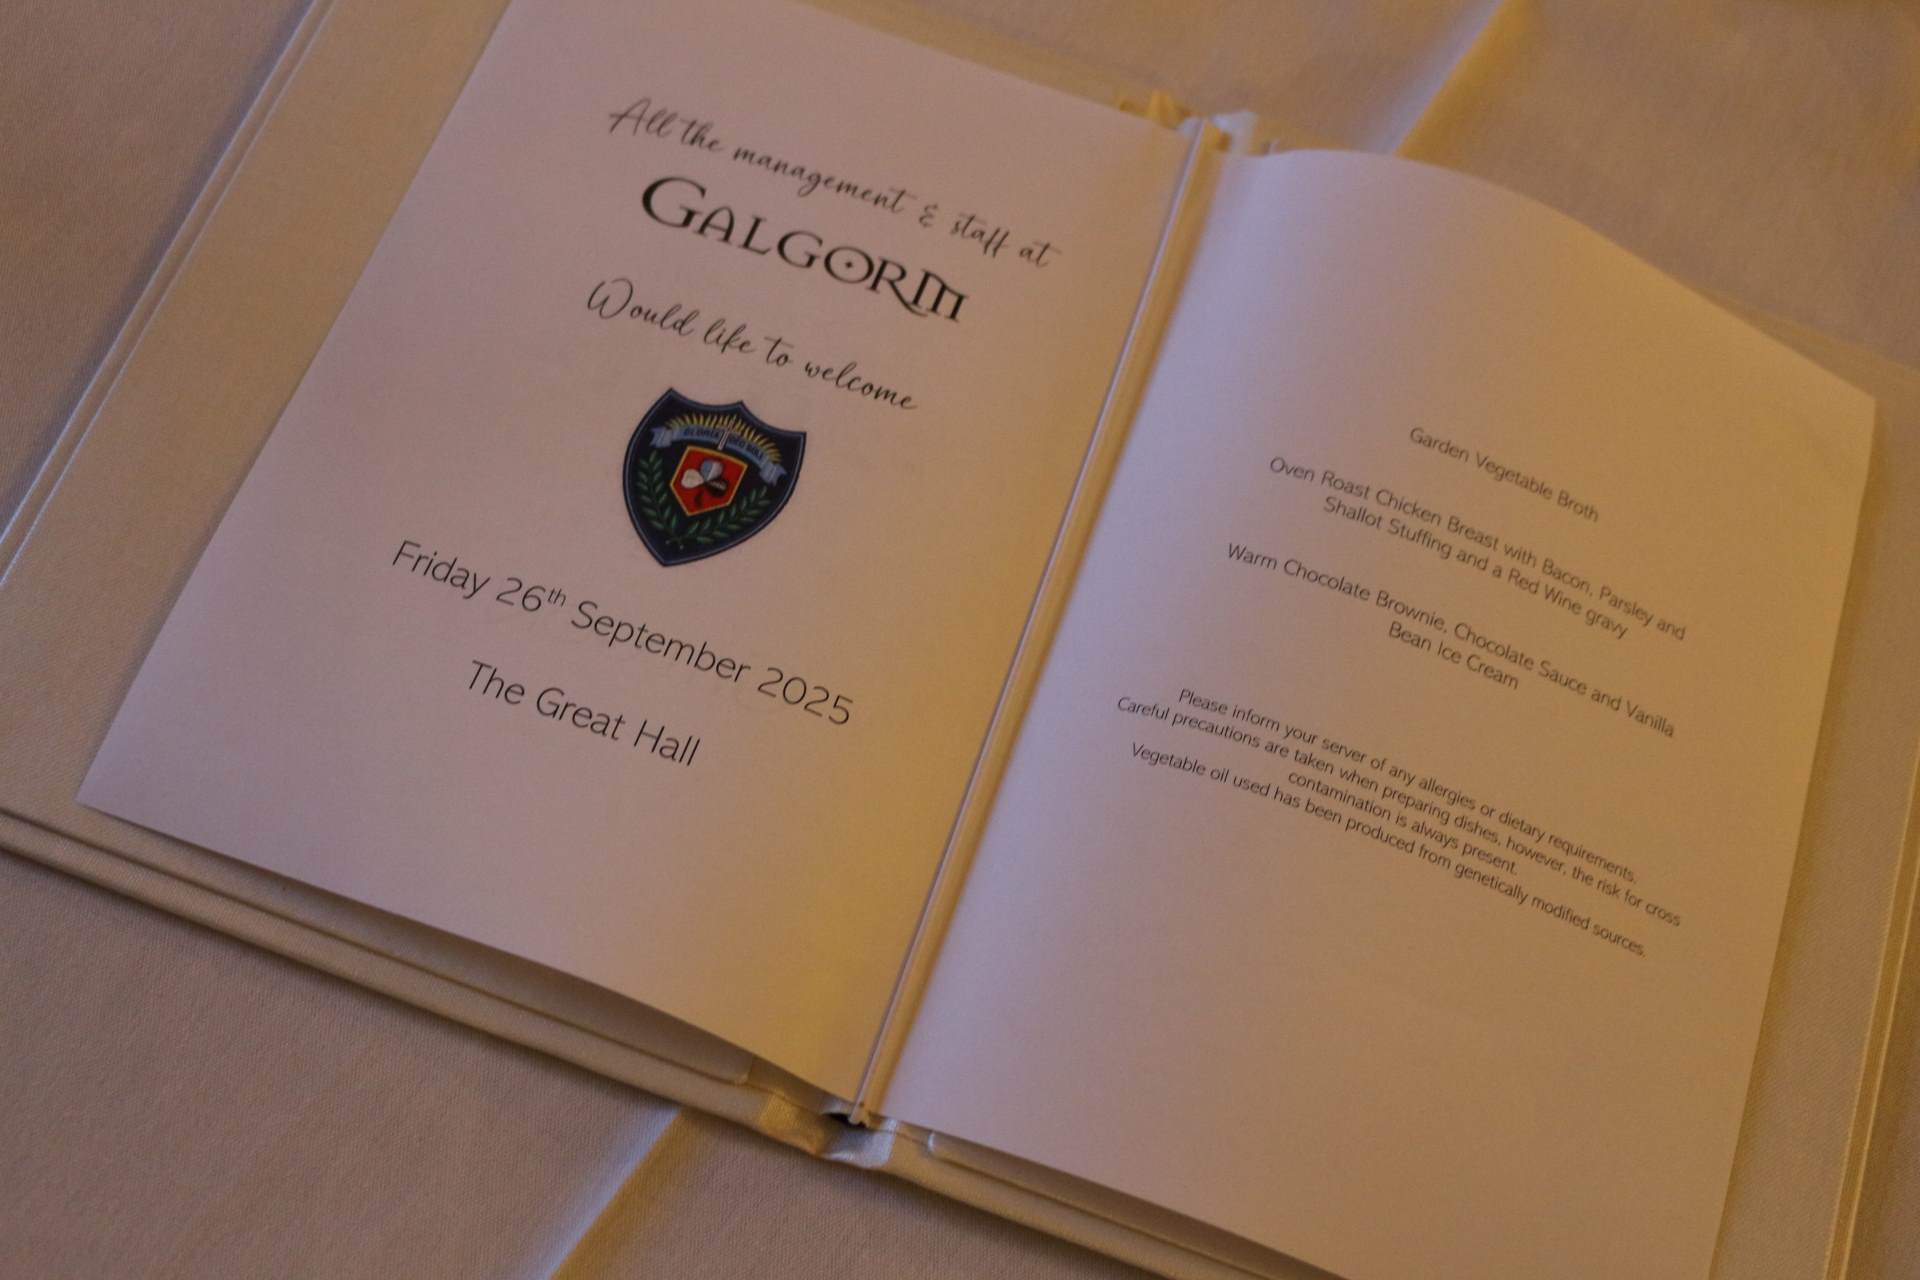 All the management & staff at
GALGORM
Would like to welcome
GLORIA DEO SOLI
Friday 26th September 2025
The Great Hall
Garden Vegetable Broth
Oven Roast Chicken Breast with Bacon, Parsley and
Shallot Stuffing and a Red Wine gravy
Warm Chocolate Brownie, Chocolate Sauce and Vanilla
Bean Ice Cream
Please inform your server of any allergies or dietary requirements.
Careful precautions are taken when preparing dishes, however, the risk for cross
contamination is always present.
Vegetable oil used has been produced from genetically modified sources.